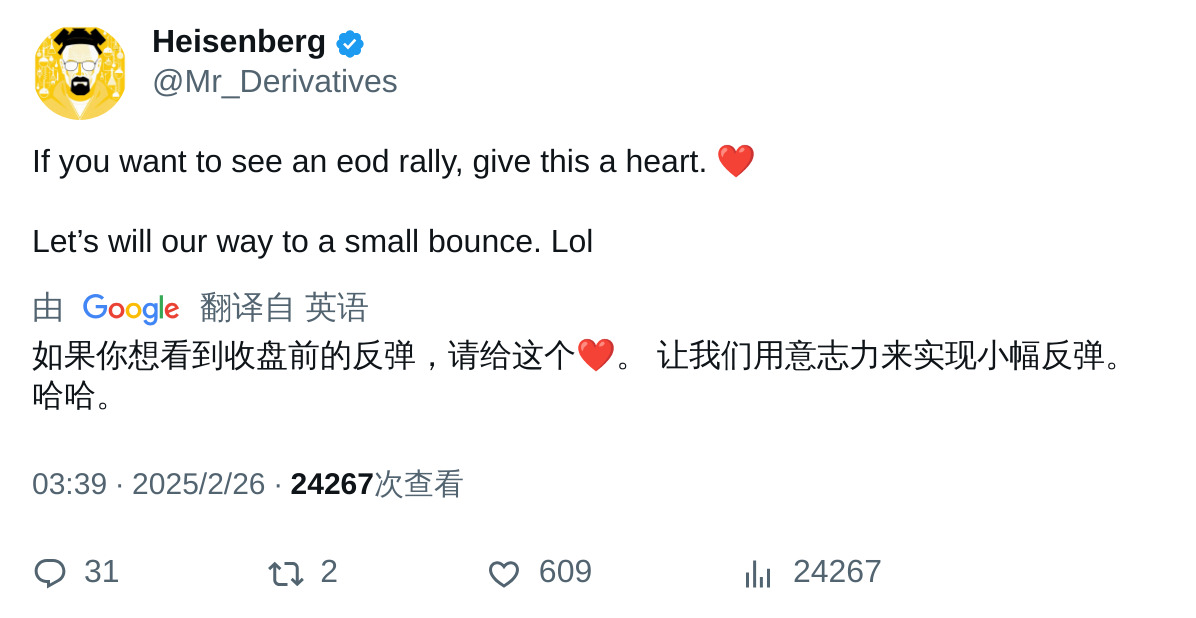 Heisenberg
@Mr_Derivatives
If you want to see an eod rally, give this a heart. ❤️
Let’s will our way to a small bounce. Lol
由 Google 翻译自 英语
如果你想看到收盘前的反弹，请给这个❤️。 让我们用意志力来实现小幅反弹。
哈哈。
03:39 · 2025/2/26 · 24267次查看
31 2 609 24267